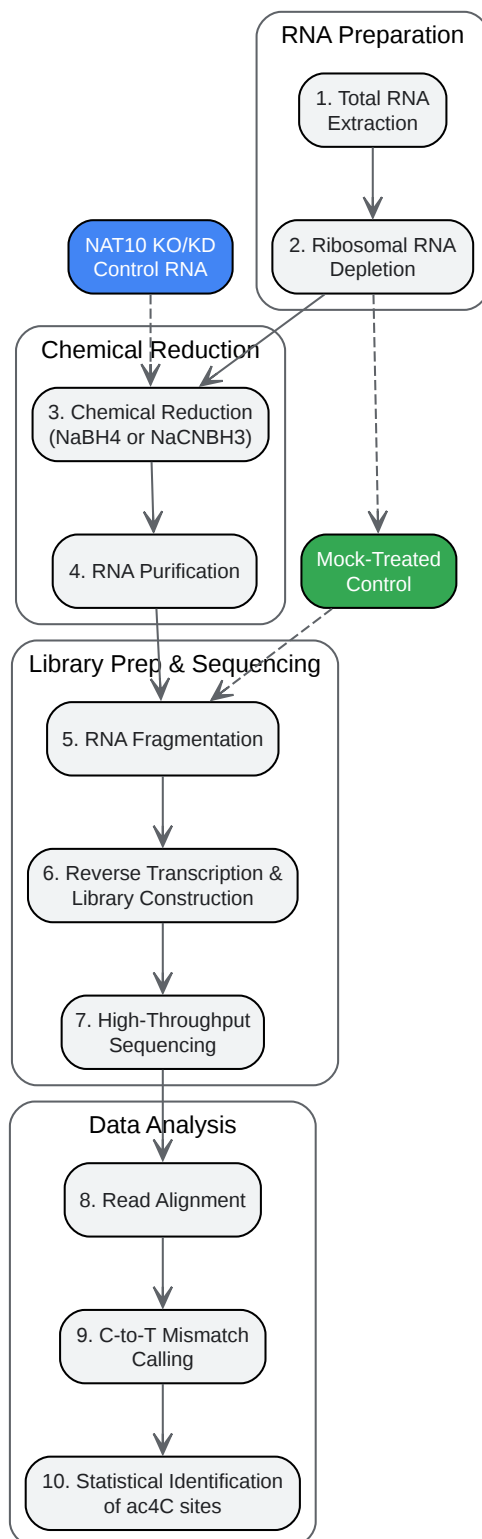 RNA Preparation
1. Total RNA
Extraction
NAT10 KO/KD
Control RNA
2. Ribosomal RNA
Depletion
Chemical Reduction
3. Chemical Reduction
(NaBH4 or NaCNBH3)
4. RNA Purification
Mock-Treated
Control
Library Prep & Sequencing
5. RNA Fragmentation
6. Reverse Transcription &
Library Construction
7. High-Throughput
Sequencing
Data Analysis
8. Read Alignment
9. C-to-T Mismatch
Calling
10. Statistical Identification
of ac4C sites